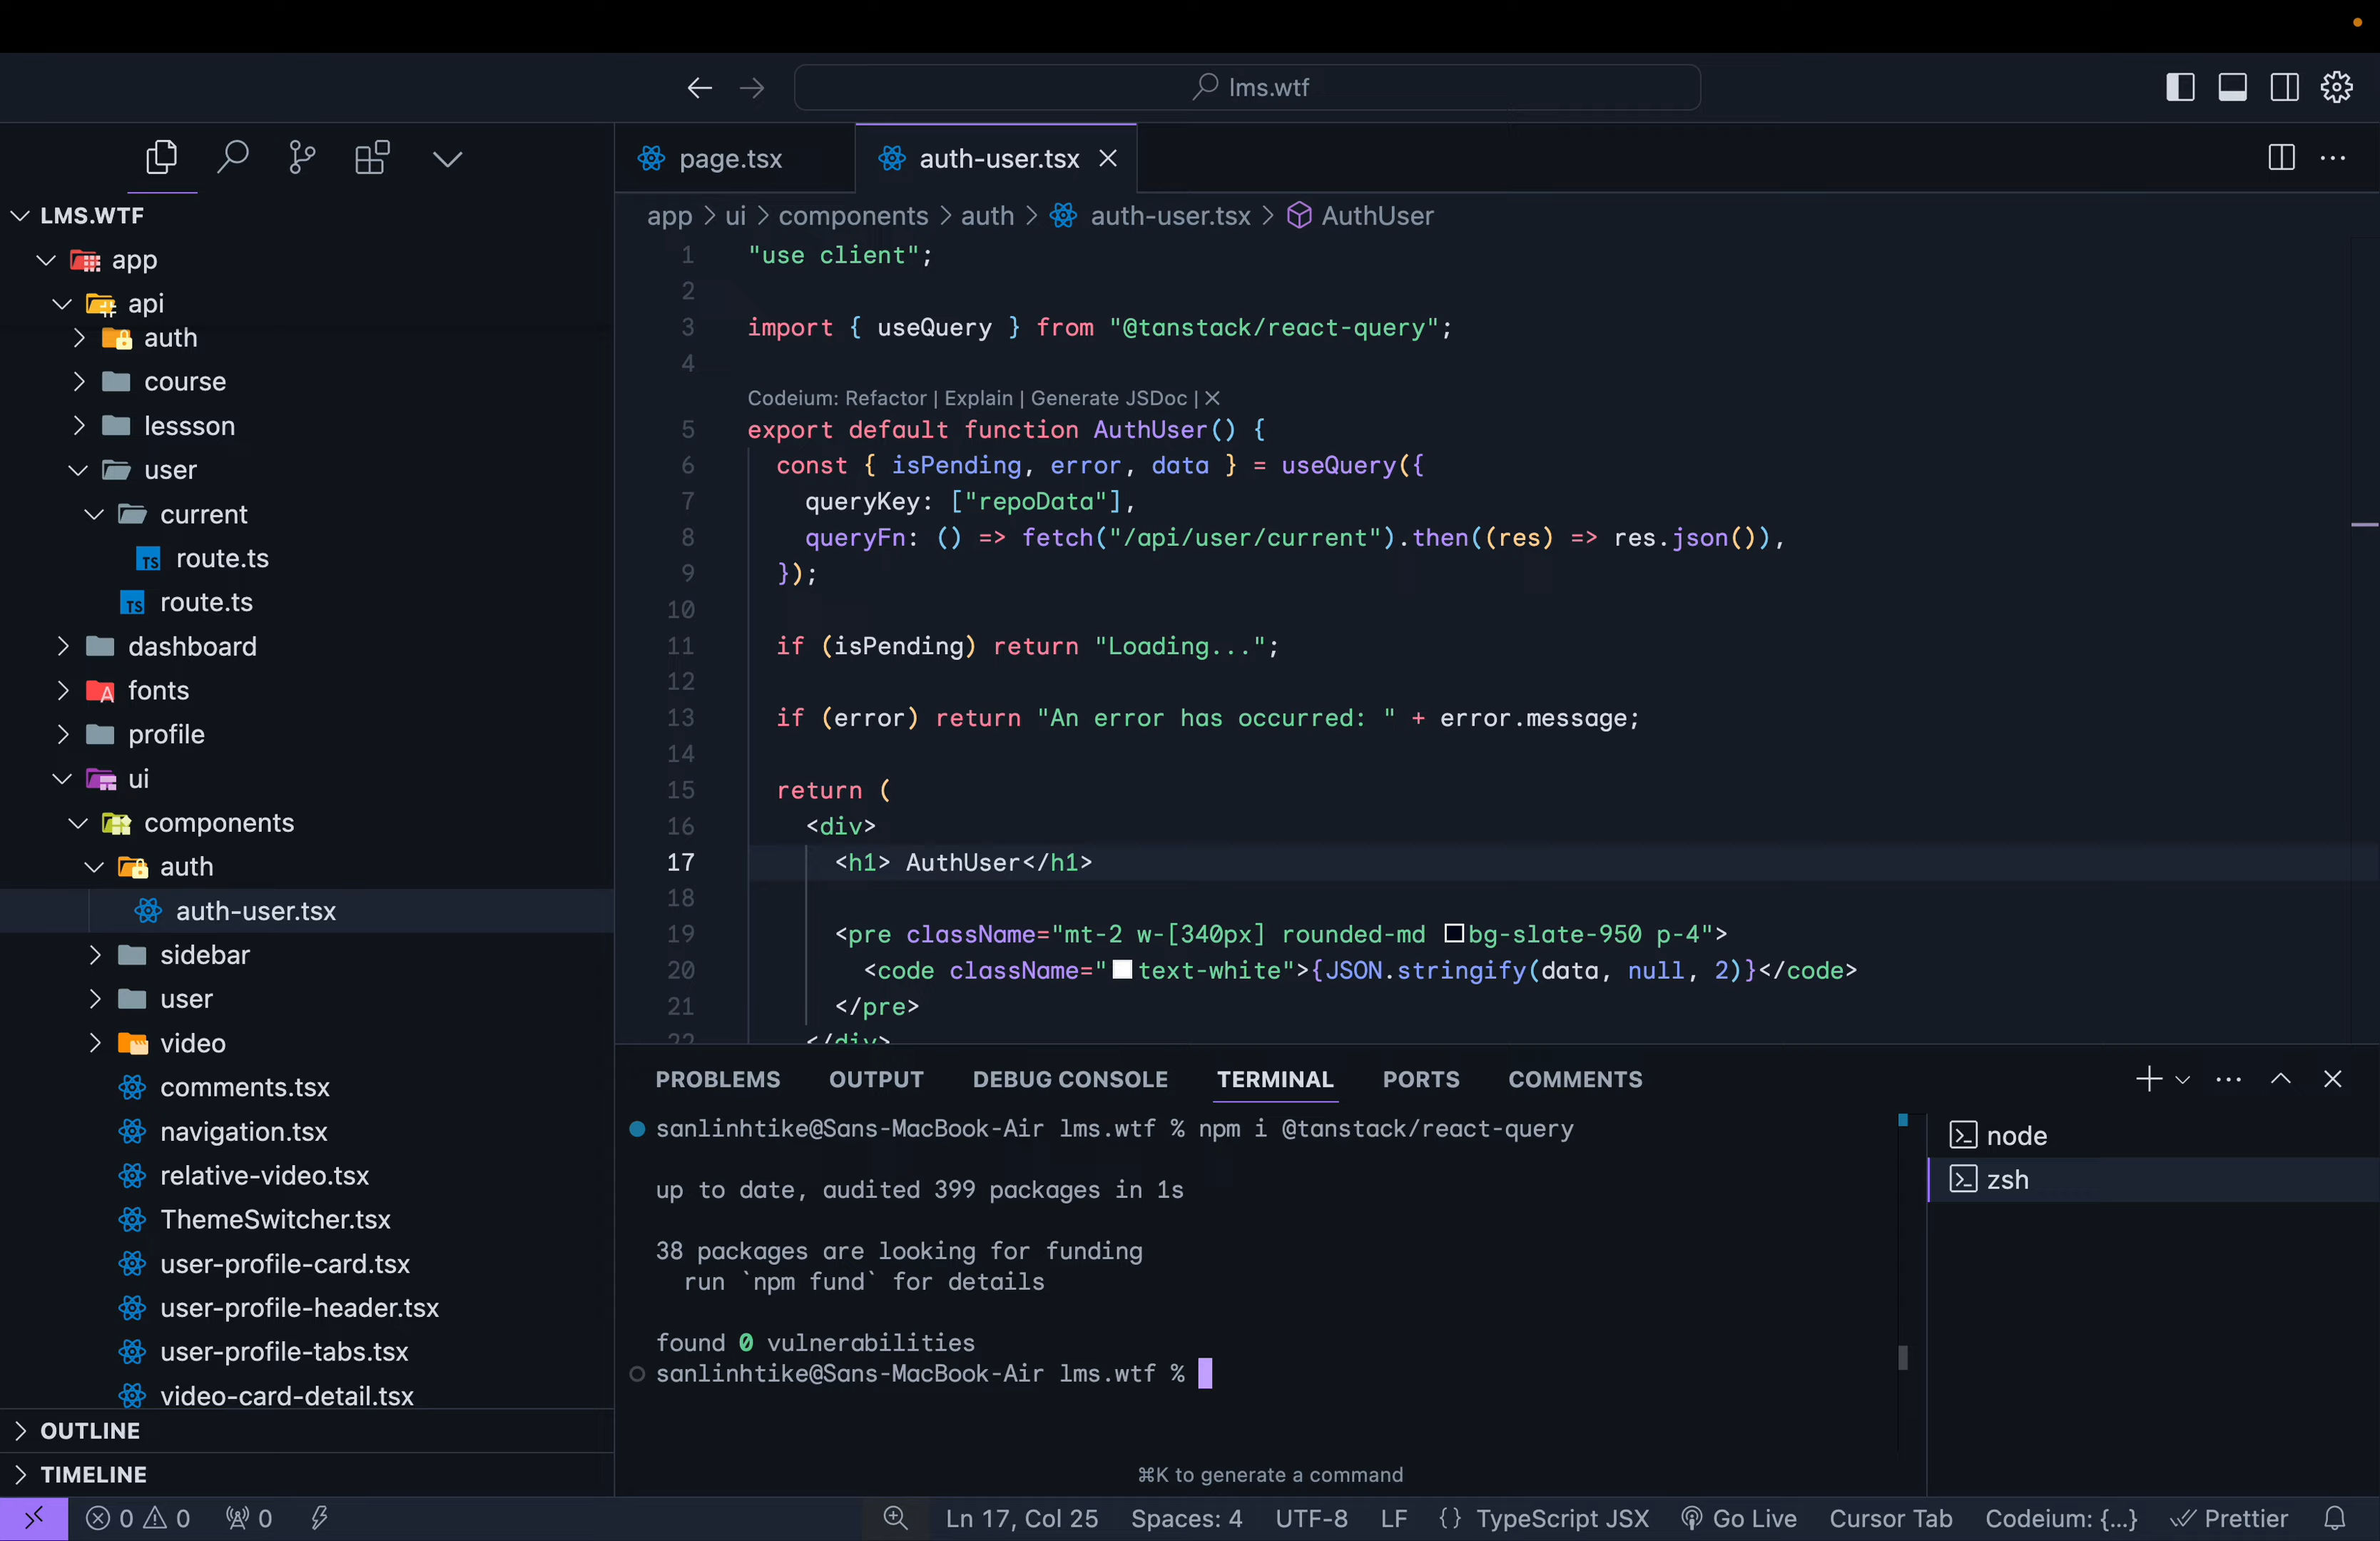 lms.wtf
LMS.WTF
app
api
auth
course
lessson
user
current
route.ts
route.ts
dashboard
fonts
profile
ui
components
auth
auth-user.tsx
sidebar
user
video
comments.tsx
navigation.tsx
relative-video.tsx
ThemeSwitcher.tsx
user-profile-card.tsx
user-profile-header.tsx
user-profile-tabs.tsx
video-card-detail.tsx
OUTLINE
TIMELINE
page.tsx auth-user.tsx
app > ui > components > auth > auth-user.tsx > AuthUser
1 "use client";
2
3 import { useQuery } from "@tanstack/react-query";
4
Codeium: Refactor | Explain | Generate JSDoc | X
5 export default function AuthUser() {
6 const { isPending, error, data } = useQuery({
7 queryKey: ["repoData"],
8 queryFn: () => fetch("/api/user/current").then((res) => res.json()),
9 });
10
11 if (isPending) return "Loading...";
12
13 if (error) return "An error has occurred: " + error.message;
14
15 return (
16 <div>
17 <h1> AuthUser</h1>
18
19 <pre className="mt-2 w-[340px] rounded-md bg-slate-950 p-4">
20 <code className="text-white">{JSON.stringify(data, null, 2)}</code>
21 </pre>
22 </div>
PROBLEMS OUTPUT DEBUG CONSOLE TERMINAL PORTS COMMENTS
sanlinhtike@Sans-MacBook-Air lms.wtf % npm i @tanstack/react-query
up to date, audited 399 packages in 1s
38 packages are looking for funding
run `npm fund` for details
found 0 vulnerabilities
sanlinhtike@Sans-MacBook-Air lms.wtf %
⌘K to generate a command
node
zsh
0 0 0 Ln 17, Col 25 Spaces: 4 UTF-8 LF {} TypeScript JSX Go Live Cursor Tab Codeium: {...} Prettier